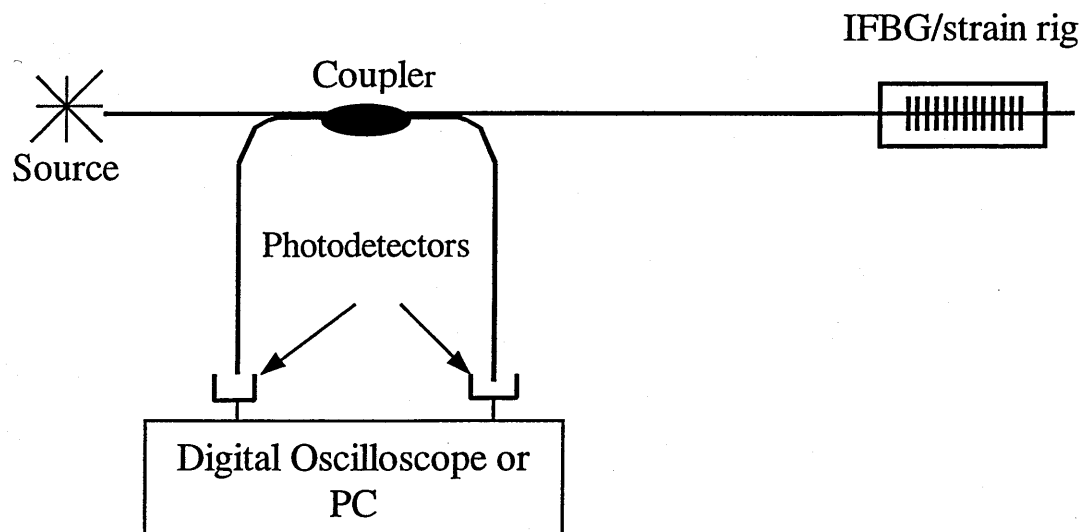 IFBG/strain rig
Coupler
Source
Photodetectors
Digital Oscilloscope or
PC